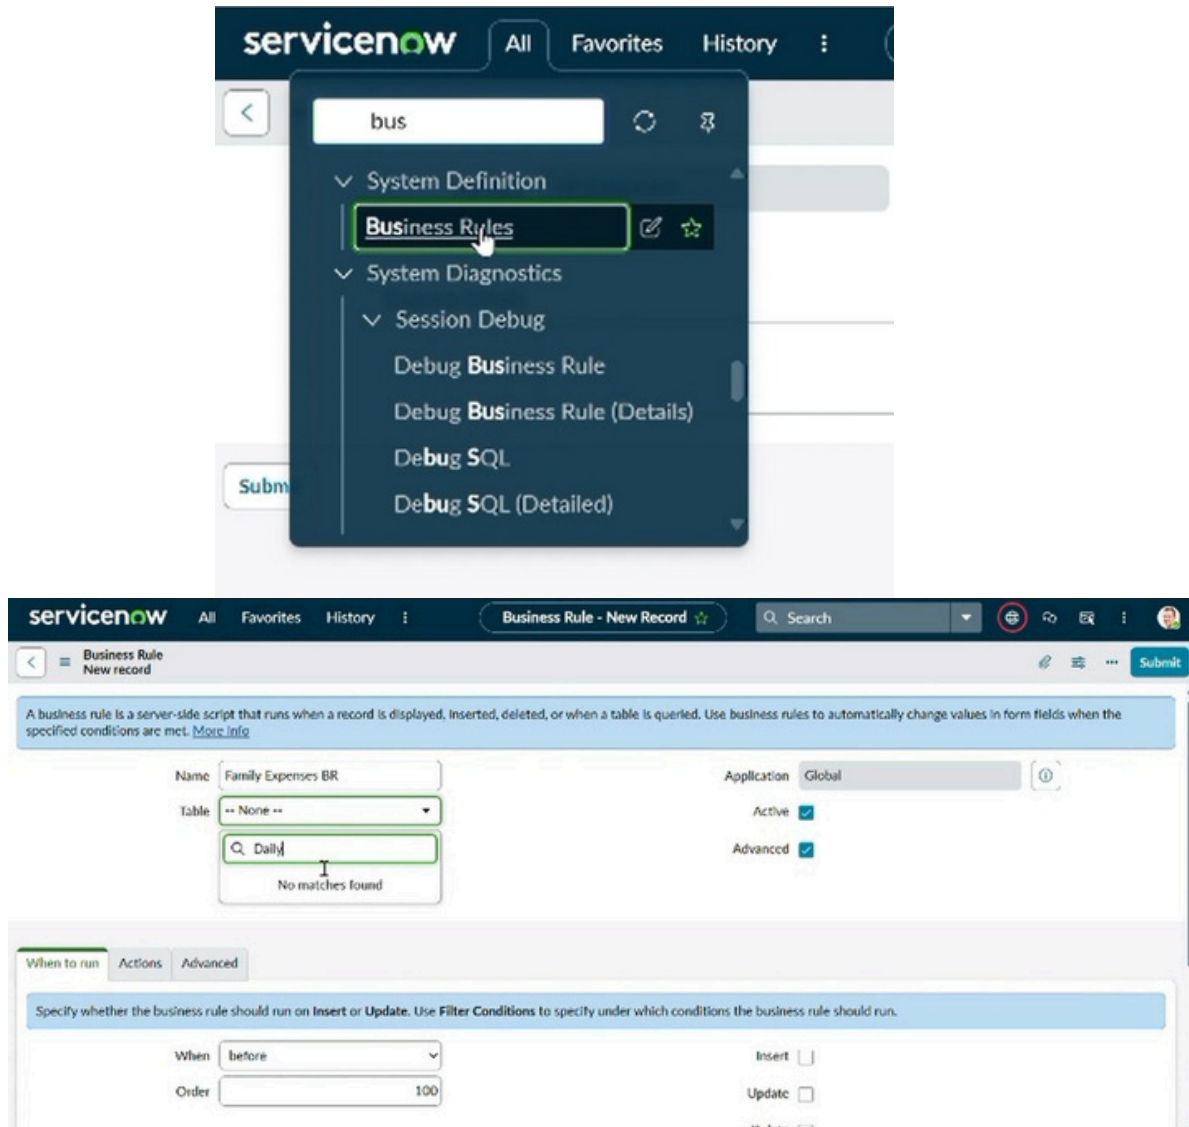 servicenow All Favorites History
bus
System Definition
Business Rules
System Diagnostics
Session Debug
Debug Business Rule
Debug Business Rule (Details)
Debug SQL
Debug SQL (Detailed)
Subm
servicenow All Favorites History Business Rule - New Record Search
Business Rule
New record
Submit
A business rule is a server-side script that runs when a record is displayed, inserted, deleted, or when a table is queried. Use business rules to automatically change values in form fields when the
specified conditions are met. More Info
Name Family Expenses BR Application Global
Table -- None -- Active
Daily Advanced
No matches found
When to run Actions Advanced
Specify whether the business rule should run on Insert or Update. Use Filter Conditions to specify under which conditions the business rule should run.
When before Insert
Order 100 Update